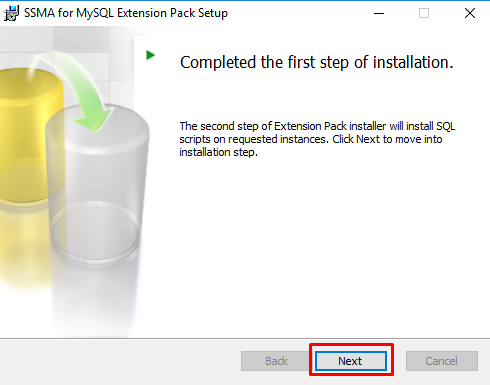 SSMA for MySQL Extension Pack Setup
Completed the first step of installation.
The second step of Extension Pack installer will install SQL
scripts on requested instances. Click Next to move into
installation step.
Back Next Cancel